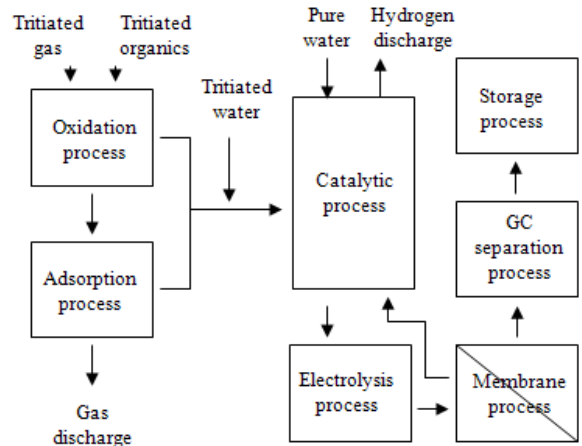 Tritiated
gas
Tritiated
organics
Pure
water
Hydrogen
discharge
Oxidation
process
Tritiated
water
Storage
process
Catalytic
process
Adsorption
process
GC
separation
process
Electrolysis
process
Membrane
process
Gas
discharge